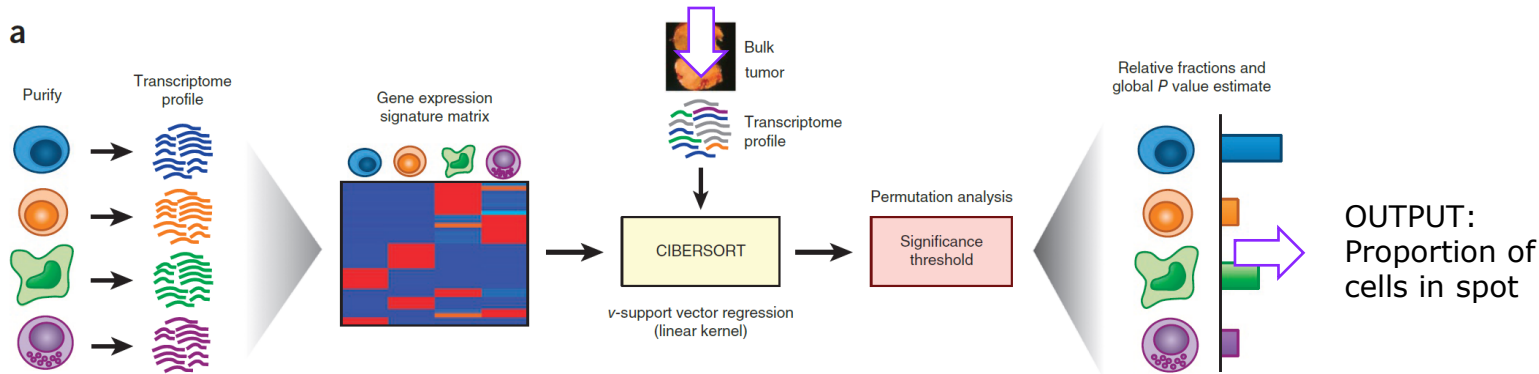 a
Purify
Transcriptome
profile
Gene expression
signature matrix
Bulk
tumor
Transcriptome
profile
CIBERSORT
ν-support vector regression
(linear kernel)
Permutation analysis
Significance
threshold
Relative fractions and
global P value estimate
OUTPUT:
Proportion of
cells in spot